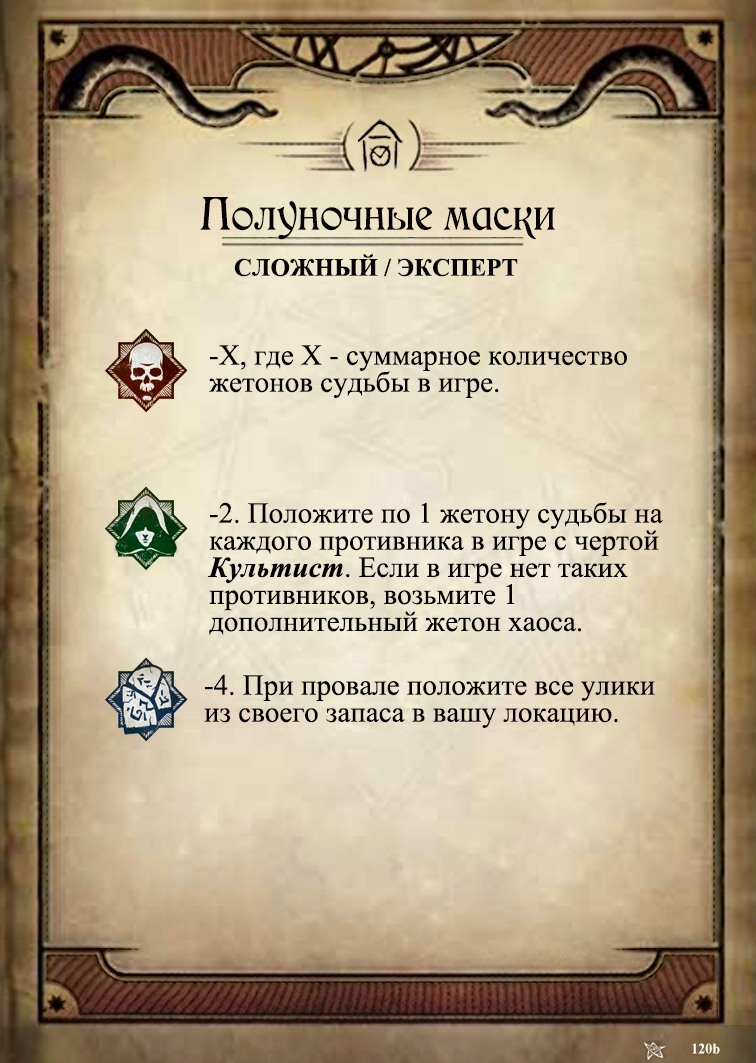 Полуночные маски
СЛОЖНЫЙ / ЭКСПЕРТ
-X, где X - суммарное количество
жетонов судьбы в игре.
-2. Положите по 1 жетону судьбы на
каждого противника в игре с чертой
Культист. Если в игре нет таких
противников, возьмите 1
дополнительный жетон хаоса.
-4. При провале положите все улики
из своего запаса в вашу локацию.
120b